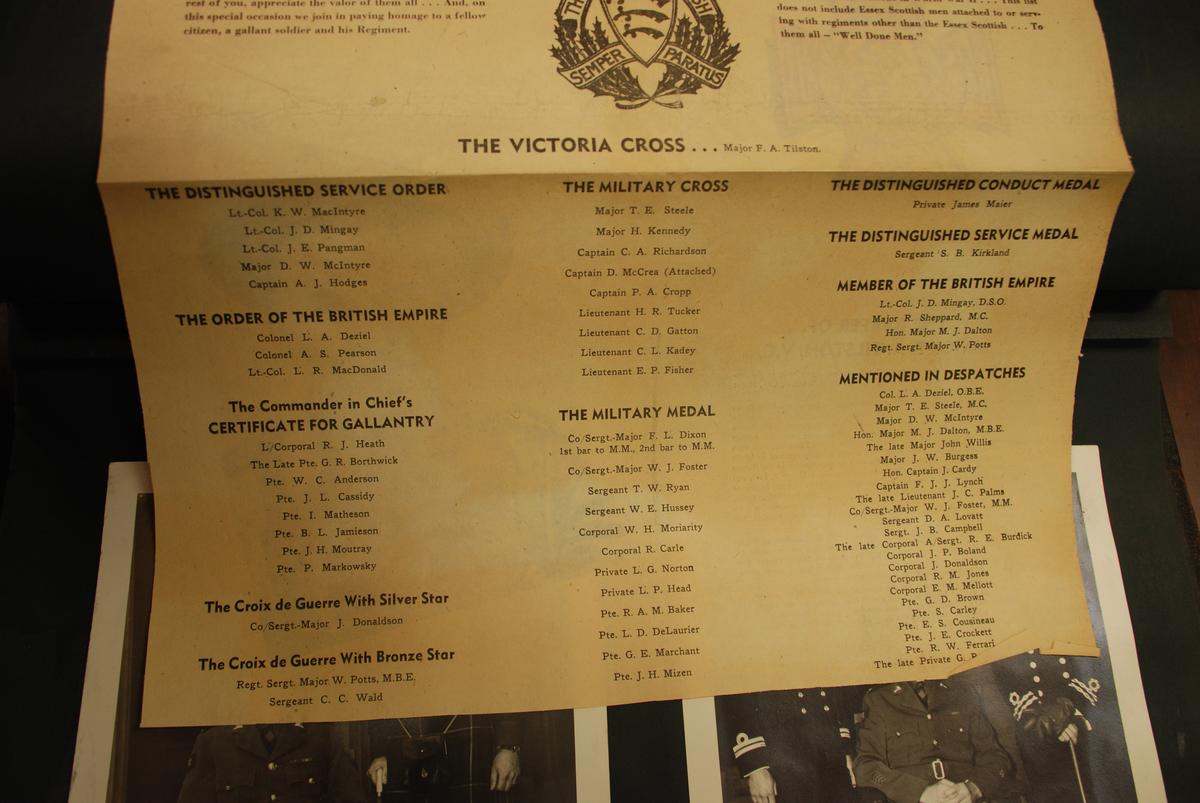 rest of you, appreciate the valor of them all . . . And, on
this special occasion we join in paying homage to a fellow
citizen, a gallant soldier and his Regiment.
SEMPER PARATUS
does not include Essex Scottish men attached to or serv-
ing with regiments other than the Essex Scottish . . . To
them all — "Well Done Men."
THE VICTORIA CROSS . . . Major F. A. Tilston.
THE DISTINGUISHED SERVICE ORDER
Lt.-Col. K. W. MacIntyre
Lt.-Col. J. D. Mingay
Lt.-Col. J. E. Pangman
Major D. W. McIntyre
Captain A. J. Hodges
THE ORDER OF THE BRITISH EMPIRE
Colonel L. A. Deziel
Colonel A. S. Pearson
Lt.-Col. L. R. MacDonald
The Commander in Chief's
CERTIFICATE FOR GALLANTRY
L/Corporal R. J. Heath
The Late Pte. G. R. Borthwick
Pte. W. C. Anderson
Pte. J. L. Cassidy
Pte. I. Matheson
Pte. B. L. Jamieson
Pte. J. H. Moutray
Pte. P. Markowsky
The Croix de Guerre With Silver Star
Co/Sergt.-Major J. Donaldson
The Croix de Guerre With Bronze Star
Regt. Sergt. Major W. Potts, M.B.E.
Sergeant C. C. Wald
THE MILITARY CROSS
Major T. E. Steele
Major H. Kennedy
Captain C. A. Richardson
Captain D. McCrea (Attached)
Captain P. A. Cropp
Lieutenant H. R. Tucker
Lieutenant C. D. Gatton
Lieutenant C. L. Kadey
Lieutenant E. P. Fisher
THE MILITARY MEDAL
Co/Sergt.-Major F. L. Dixon
1st bar to M.M., 2nd bar to M.M.
Co/Sergt.-Major W. J. Foster
Sergeant T. W. Ryan
Sergeant W. E. Hussey
Corporal W. H. Moriarity
Corporal R. Carle
Private L. G. Norton
Private L. P. Head
Pte. R. A. M. Baker
Pte. L. D. DeLaurier
Pte. G. E. Marchant
Pte. J. H. Mizen
THE DISTINGUISHED CONDUCT MEDAL
Private James Maier
THE DISTINGUISHED SERVICE MEDAL
Sergeant S. B. Kirkland
MEMBER OF THE BRITISH EMPIRE
Lt.-Col. J. D. Mingay, D.S.O.
Major R. Sheppard, M.C.
Hon. Major M. J. Dalton
Regt. Sergt. Major W. Potts
MENTIONED IN DESPATCHES
Col. L. A. Deziel, O.B.E.
Major T. E. Steele, M.C.
Major D. W. McIntyre
Hon. Major M. J. Dalton, M.B.E.
The late Major John Willis
Major J. W. Burgess
Hon. Captain J. Cardy
Captain F. J. J. Lynch
The late Lieutenant J. C. Palms
Co/Sergt.-Major W. J. Foster, M.M.
Sergeant D. A. Lovatt
Sergt. J. B. Campbell
The late Corporal A/Sergt. R. E. Burdick
Corporal J. P. Boland
Corporal J. Donaldson
Corporal R. M. Jones
Corporal E. M. Mellott
Pte. G. D. Brown
Pte. S. Carley
Pte. E. S. Cousineau
Pte. J. E. Crockett
Pte. R. W. Ferrari
The late Private G.